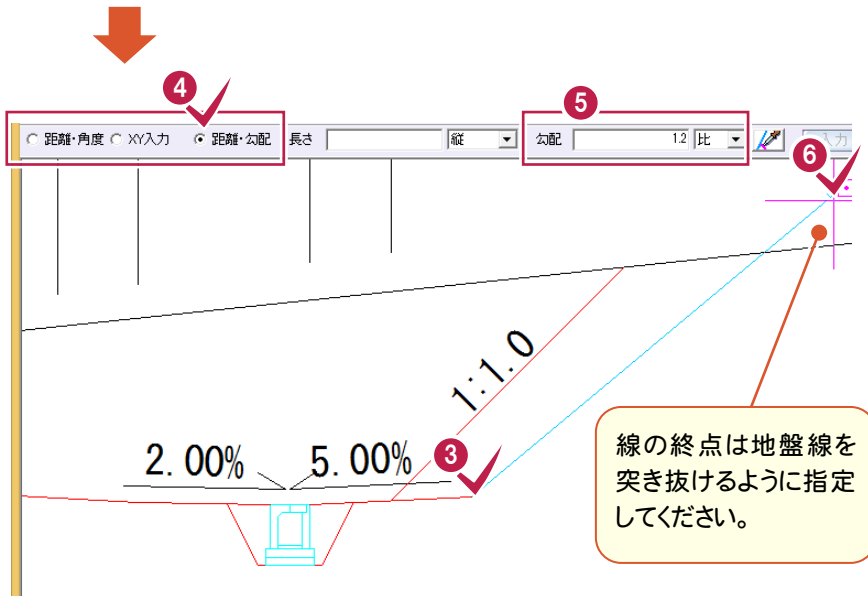 4
5
距離・角度 XY入力 距離・勾配 長さ 縦 勾配 1.2 比 入力
6
1:1.0
2.00% 5.00%
3
線の終点は地盤線を
突き抜けるように指定
してください。